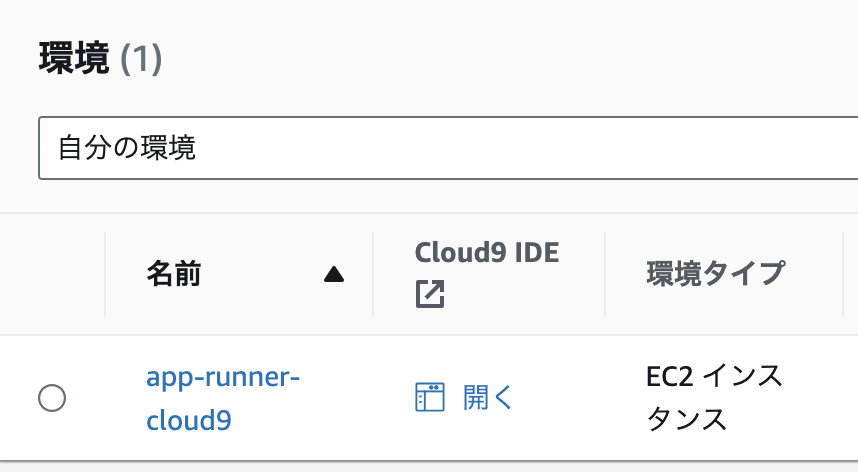 環境 (1)
自分の環境
名前 ▲
Cloud9 IDE
環境タイプ
app-runner-
cloud9
開く
EC2 インス
タンス